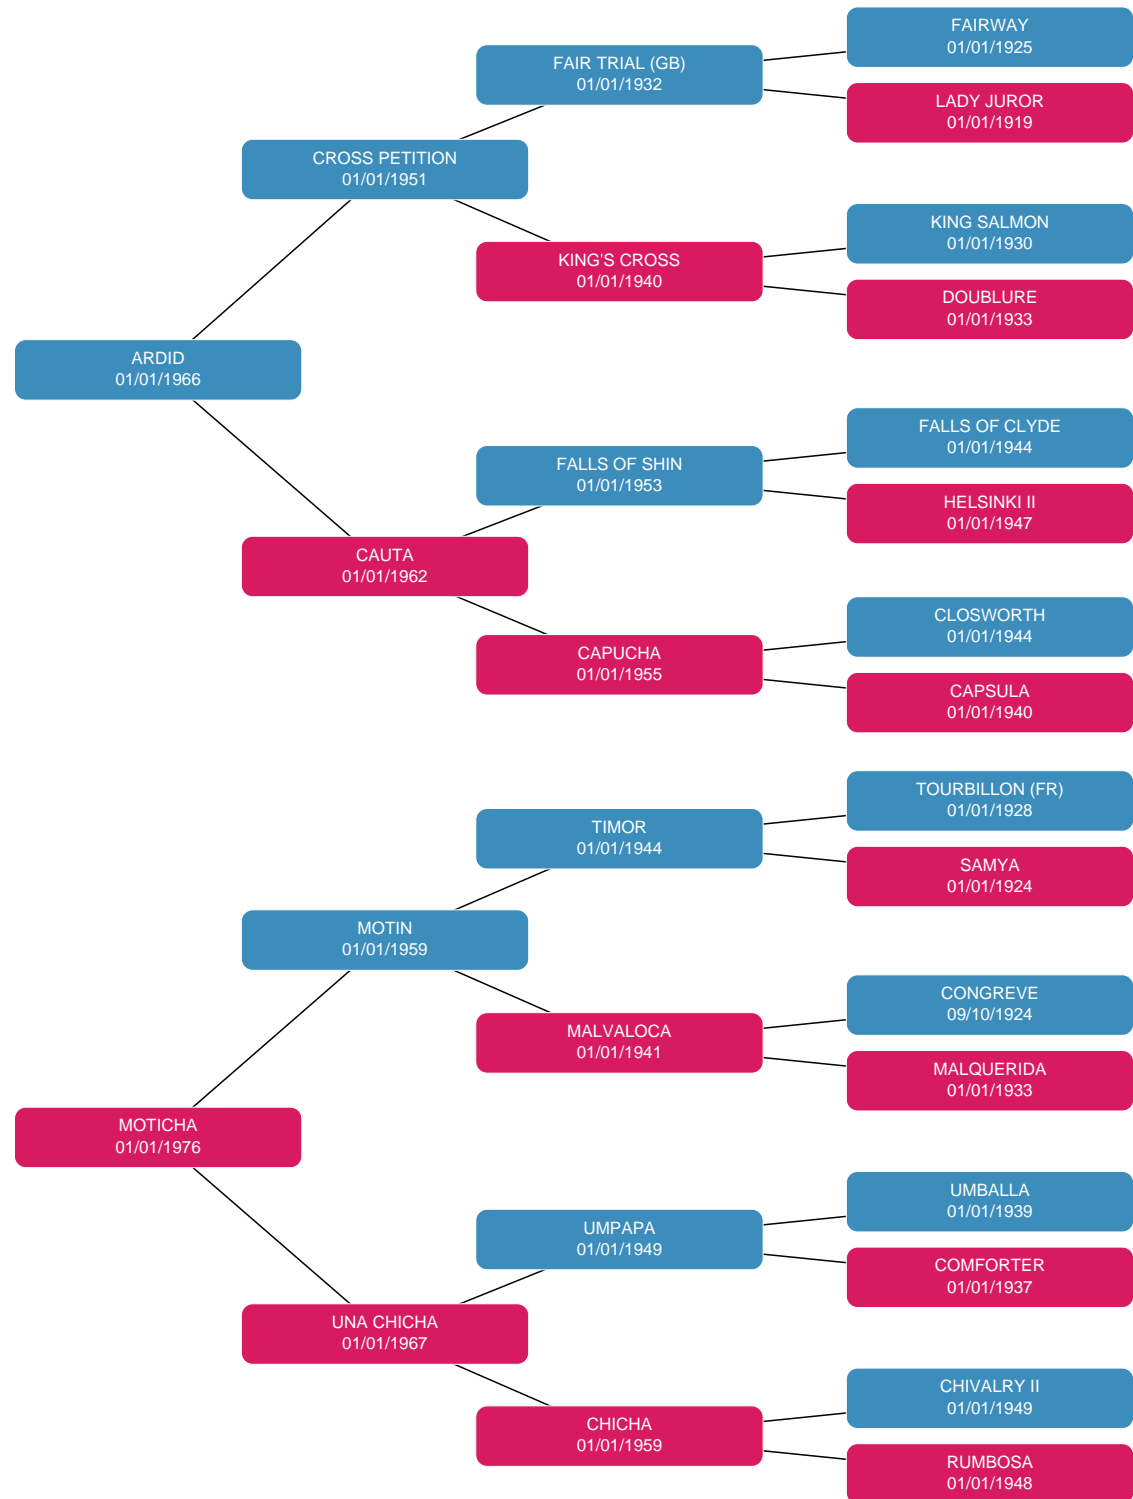 FAIRWAY
01/01/1925
FAIR TRIAL (GB)
01/01/1932
LADY JUROR
01/01/1919
CROSS PETITION
01/01/1951
KING SALMON
01/01/1930
KING'S CROSS
01/01/1940
DOUBLURE
01/01/1933
ARDID
01/01/1966
FALLS OF CLYDE
01/01/1944
FALLS OF SHIN
01/01/1953
HELSINKI II
01/01/1947
CAUTA
01/01/1962
CLOSWORTH
01/01/1944
CAPUCHA
01/01/1955
CAPSULA
01/01/1940
TOURBILLON (FR)
01/01/1928
TIMOR
01/01/1944
SAMYA
01/01/1924
MOTIN
01/01/1959
CONGREVE
09/10/1924
MALVALOCA
01/01/1941
MALQUERIDA
01/01/1933
MOTICHA
01/01/1976
UMBALLA
01/01/1939
UMPAPA
01/01/1949
COMFORTER
01/01/1937
UNA CHICHA
01/01/1967
CHIVALRY II
01/01/1949
CHICHA
01/01/1959
RUMBOSA
01/01/1948